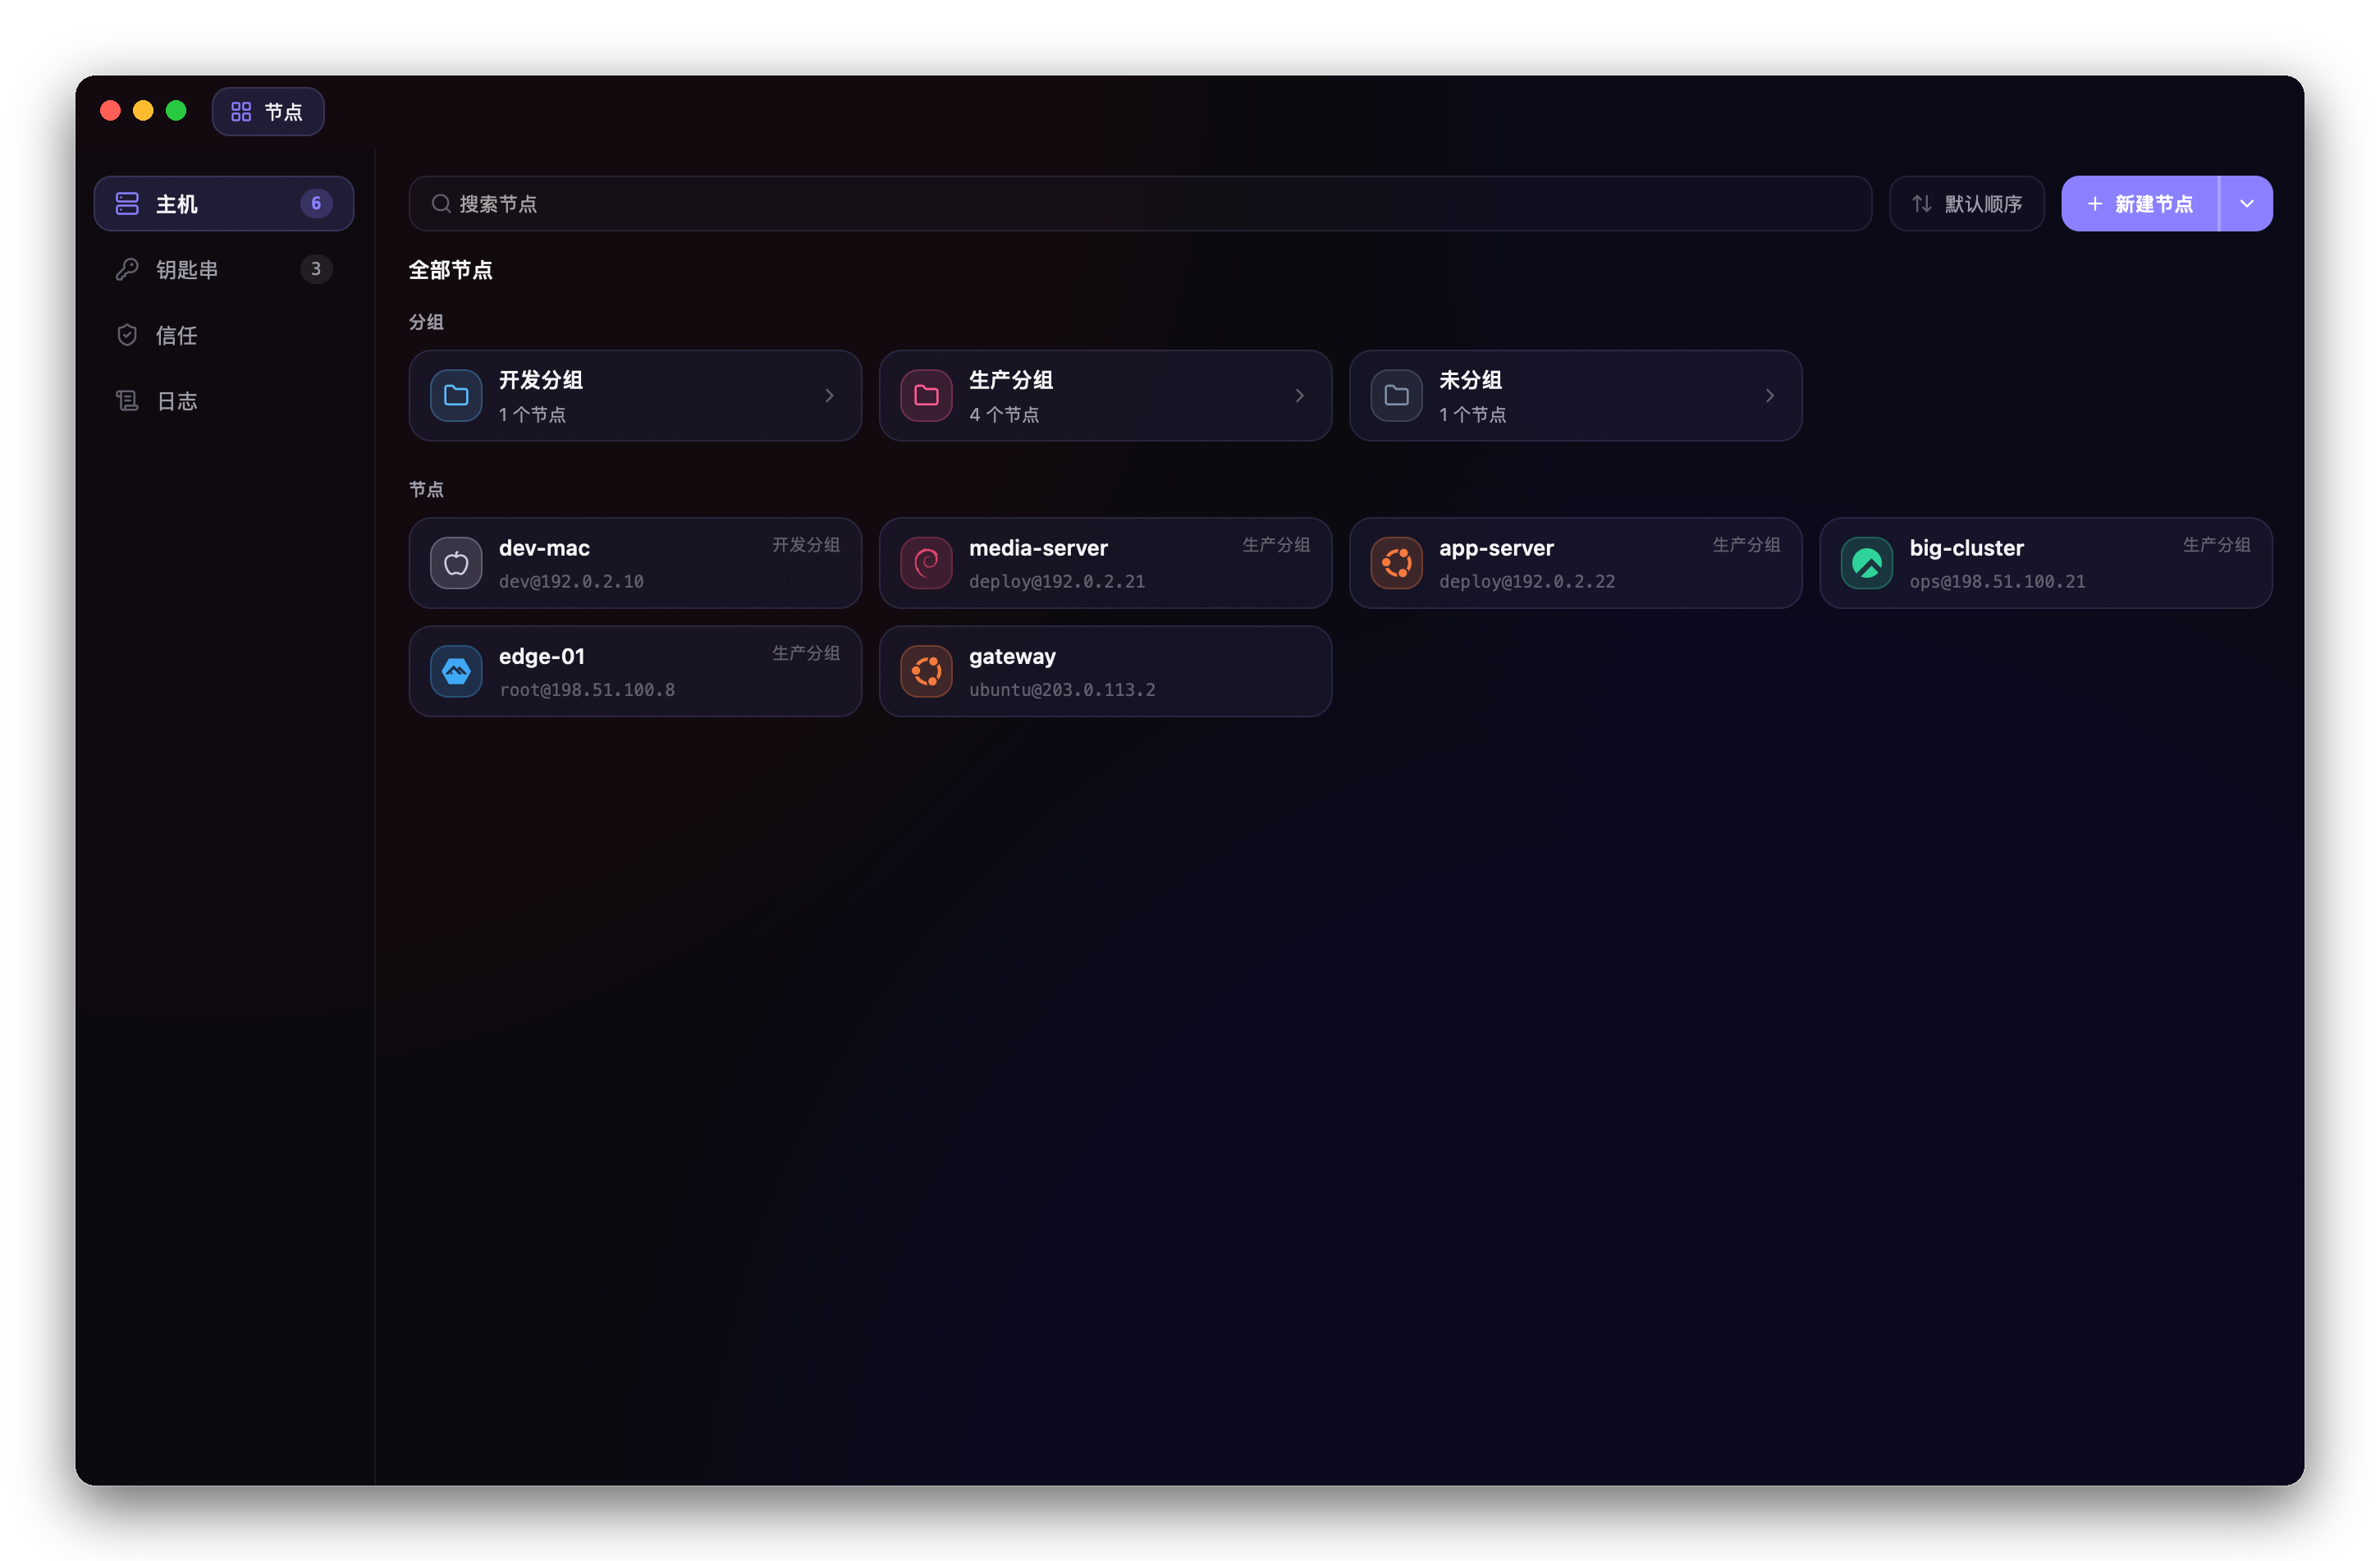 节点
主机 6
钥匙串 3
信任
日志
搜索节点
默认顺序
新建节点
全部节点
分组
开发分组
1 个节点
生产分组
4 个节点
未分组
1 个节点
节点
dev-mac 开发分组
dev@192.0.2.10
media-server 生产分组
deploy@192.0.2.21
app-server 生产分组
deploy@192.0.2.22
big-cluster 生产分组
ops@198.51.100.21
edge-01 生产分组
root@198.51.100.8
gateway
ubuntu@203.0.113.2